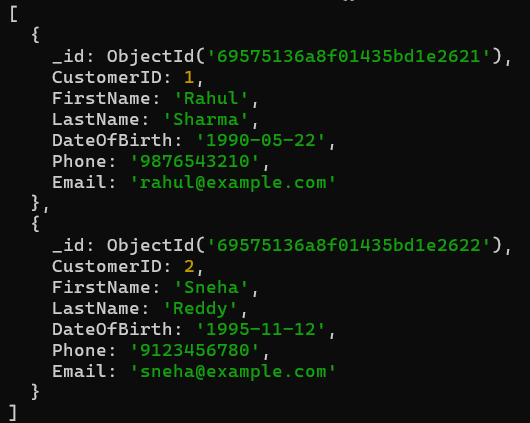 [
  {
    _id: ObjectId('69575136a8f01435bd1e2621'),
    CustomerID: 1,
    FirstName: 'Rahul',
    LastName: 'Sharma',
    DateOfBirth: '1990-05-22',
    Phone: '9876543210',
    Email: 'rahul@example.com'
  },
  {
    _id: ObjectId('69575136a8f01435bd1e2622'),
    CustomerID: 2,
    FirstName: 'Sneha',
    LastName: 'Reddy',
    DateOfBirth: '1995-11-12',
    Phone: '9123456780',
    Email: 'sneha@example.com'
  }
]